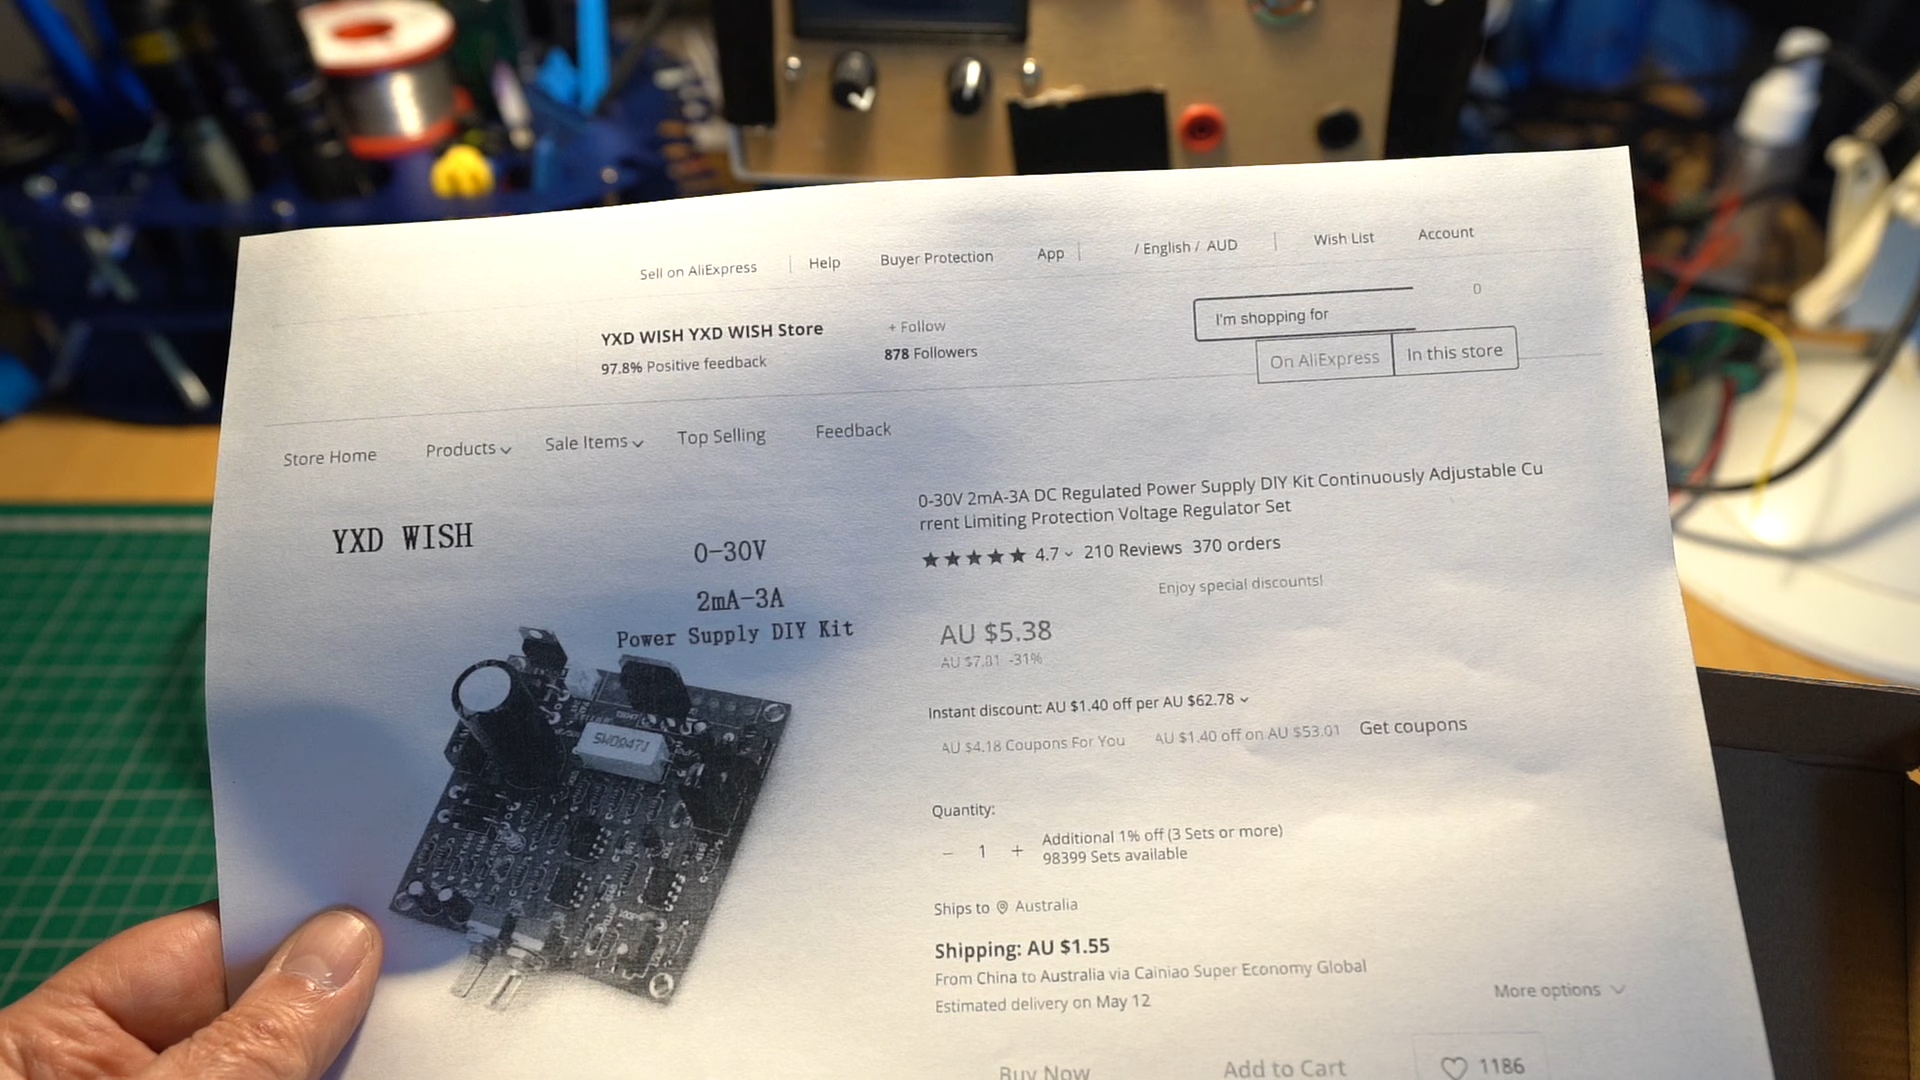 Sell on AliExpress | Help Buyer Protection App | / English / AUD | Wish List Account
YXD WISH YXD WISH Store
97.8% Positive feedback
+ Follow
878 Followers
I'm shopping for
0
On AliExpress In this store
Store Home Products Sale Items Top Selling Feedback
YXD WISH
0-30V
2mA-3A
Power Supply DIY Kit
5W0R47J
0-30V 2mA-3A DC Regulated Power Supply DIY Kit Continuously Adjustable Cu
rrent Limiting Protection Voltage Regulator Set
4.7 210 Reviews 370 orders
Enjoy special discounts!
AU $5.38
AU $7.81 -31%
Instant discount: AU $1.40 off per AU $62.78
AU $4.18 Coupons For You AU $1.40 off on AU $53.01 Get coupons
Quantity:
− 1 +
Additional 1% off (3 Sets or more)
98399 Sets available
Ships to Australia
Shipping: AU $1.55
From China to Australia via Cainiao Super Economy Global
Estimated delivery on May 12
More options
Buy Now Add to Cart 1186